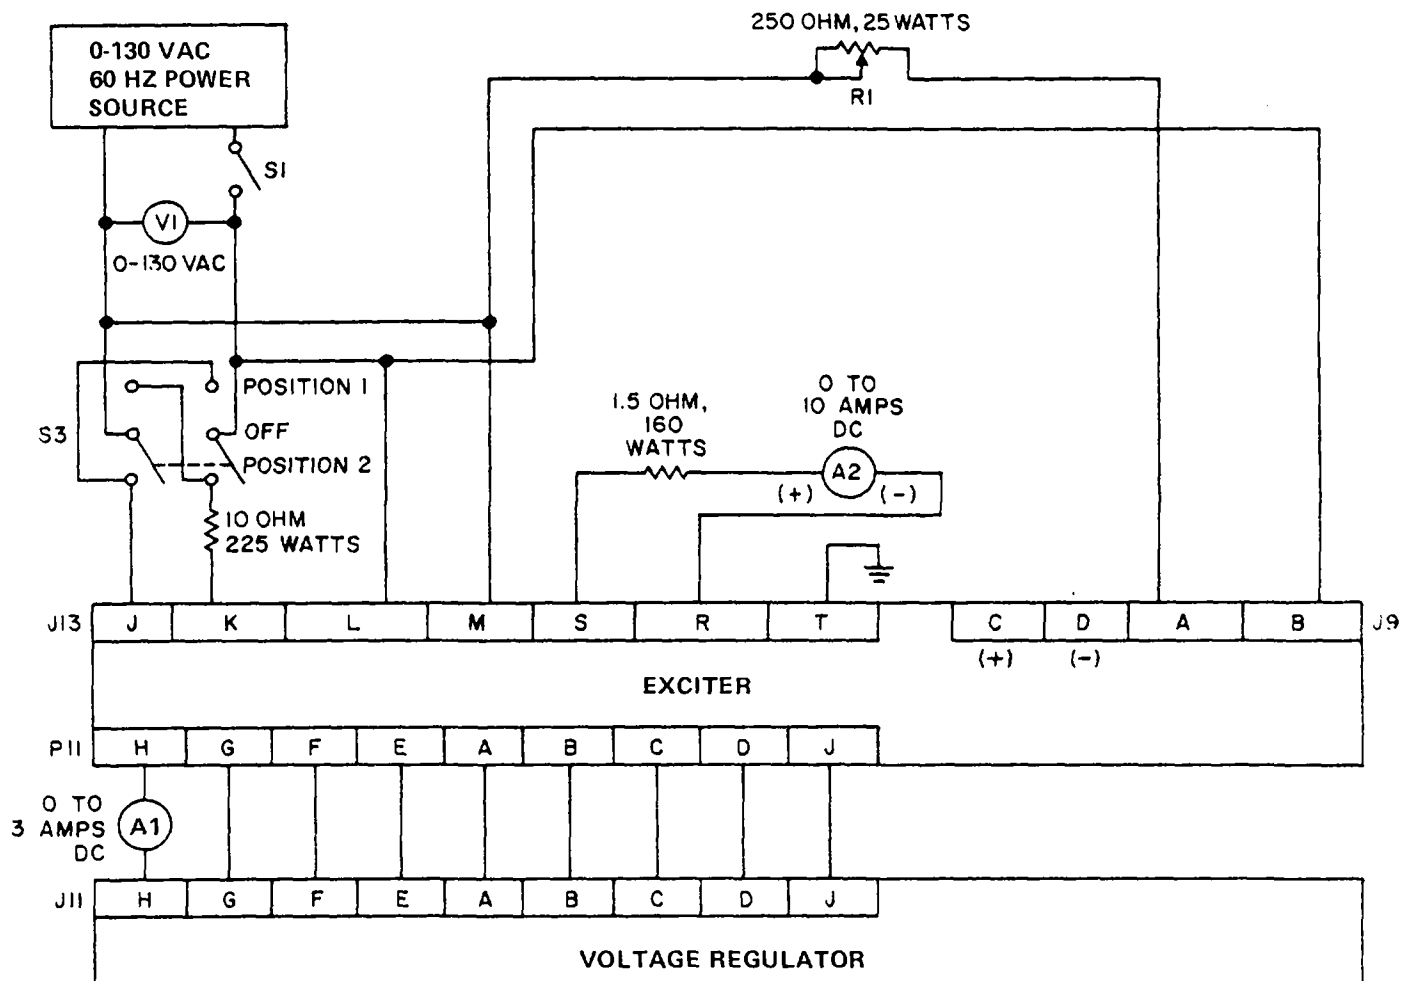 250 OHM, 25 WATTS
R1
0-130 VAC
60 HZ POWER
SOURCE
S1
V1
0-130 VAC
POSITION 1
S3
OFF
POSITION 2
10 OHM
225 WATTS
1.5 OHM,
160
WATTS
0 TO
10 AMPS
DC
A2
(+)
(-)
J13
J
K
L
M
S
R
T
C
D
A
B
J9
(+)
(-)
EXCITER
P11
H
G
F
E
A
B
C
D
J
0 TO
3 AMPS
DC
A1
J11
H
G
F
E
A
B
C
D
J
VOLTAGE REGULATOR